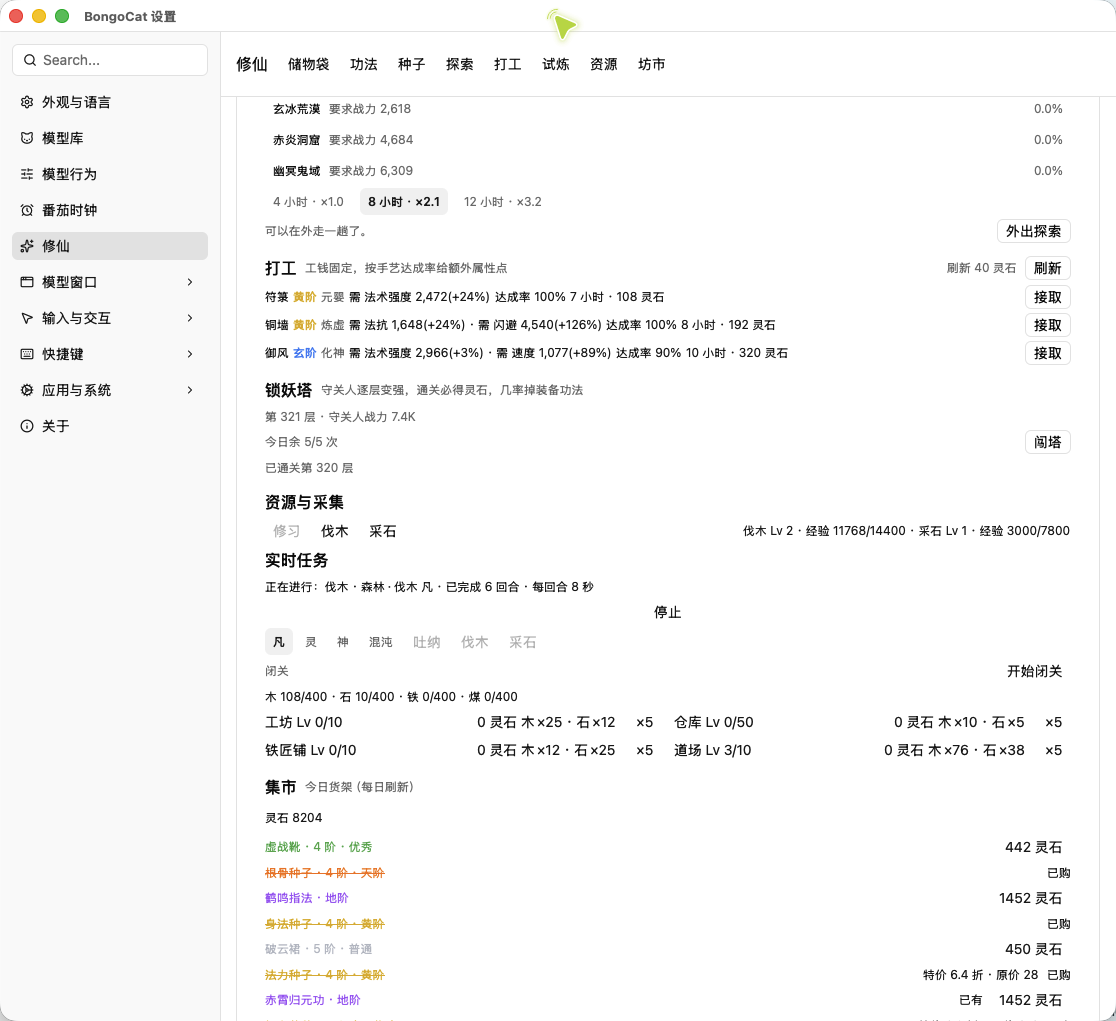 BongoCat 设置
Search...
外观与语言
模型库
模型行为
番茄时钟
修仙
模型窗口
输入与交互
快捷键
应用与系统
关于
修仙 储物袋 功法 种子 探索 打工 试炼 资源 坊市
玄冰荒漠 要求战力 2,618 0.0%
赤炎洞窟 要求战力 4,684 0.0%
幽冥鬼域 要求战力 6,309 0.0%
4 小时 · ×1.0 8 小时 · ×2.1 12 小时 · ×3.2
可以在外走一趟了。 外出探索
打工 工钱固定，按手艺达成率给额外属性点 刷新 40 灵石 刷新
符箓 黄阶 元婴 需 法术强度 2,472(+24%) 达成率 100% 7 小时 · 108 灵石 接取
铜墙 黄阶 炼虚 需 法抗 1,648(+24%) · 需 闪避 4,540(+126%) 达成率 100% 8 小时 · 192 灵石 接取
御风 玄阶 化神 需 法术强度 2,966(+3%) · 需 速度 1,077(+89%) 达成率 90% 10 小时 · 320 灵石 接取
锁妖塔 守关人逐层变强，通关必得灵石，几率掉装备功法
第 321 层 · 守关人战力 7.4K
今日余 5/5 次 闯塔
已通关第 320 层
资源与采集
修习 伐木 采石 伐木 Lv 2 · 经验 11768/14400 · 采石 Lv 1 · 经验 3000/7800
实时任务
正在进行：伐木 · 森林 · 伐木 凡 · 已完成 6 回合 · 每回合 8 秒
停止
凡 灵 神 混沌 吐纳 伐木 采石
闭关 开始闭关
木 108/400 · 石 10/400 · 铁 0/400 · 煤 0/400
工坊 Lv 0/10 0 灵石 木×25 · 石×12 ×5 仓库 Lv 0/50 0 灵石 木×10 · 石×5 ×5
铁匠铺 Lv 0/10 0 灵石 木×12 · 石×25 ×5 道场 Lv 3/10 0 灵石 木×76 · 石×38 ×5
集市 今日货架 (每日刷新)
灵石 8204
虚战靴 · 4 阶 · 优秀 442 灵石
根骨种子 · 4 阶 · 天阶 已购
鹤鸣指法 · 地阶 1452 灵石
身法种子 · 4 阶 · 黄阶 已购
破云裙 · 5 阶 · 普通 450 灵石
法力种子 · 4 阶 · 黄阶 特价 6.4 折 · 原价 28 已购
赤霄归元功 · 地阶 已有 1452 灵石